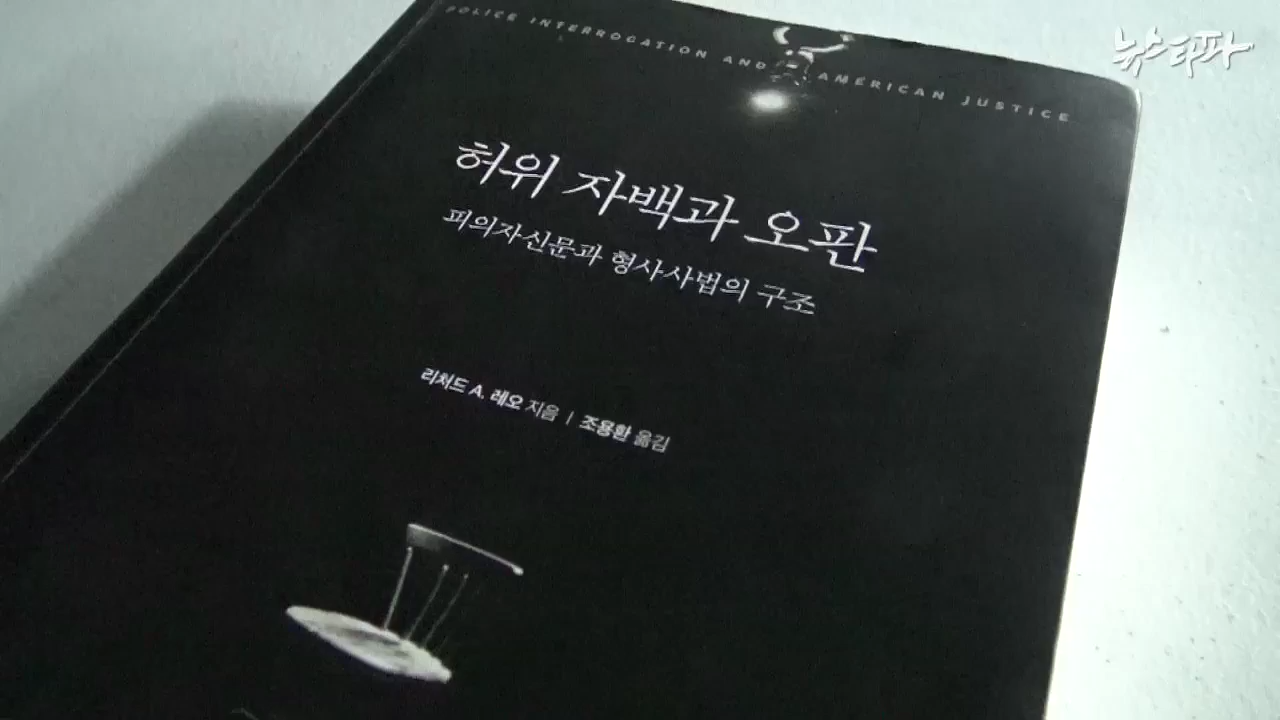 POLICE INTERROGATION AND AMERICAN JUSTICE
뉴스타파
허위 자백과 오판
피의자신문과 형사사법의 구조
리처드 A. 레오 지음 | 조용환 옮김